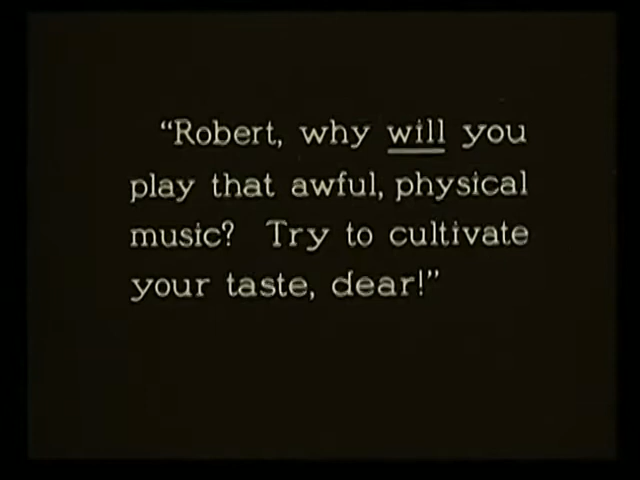 “Robert, why will you
play that awful, physical
music? Try to cultivate
your taste, dear!”